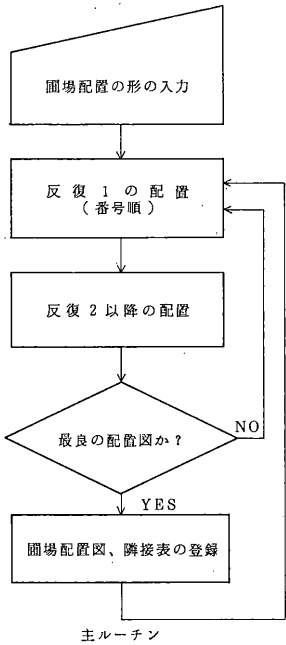 圃場配置の形の入力
反復1の配置
(番号順)
反復2以降の配置
最良の配置図か?
NO
YES
圃場配置図、隣接表の登録
主ルーチン